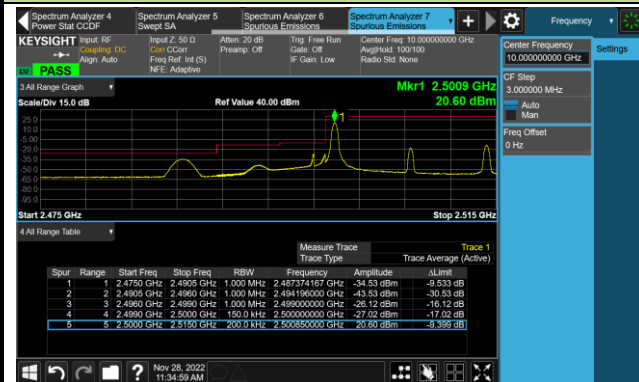 Spectrum Analyzer 4 Spectrum Analyzer 5 Spectrum Analyzer 6 Spectrum Analyzer 7
Power Stat CCDF Swept SA Spurious Emissions Spurious Emissions
Frequency
KEYSIGHT Input: RF Input Z: 50 Ω Atten: 20 dB Trig: Free Run Center Freq: 10.000000000 GHz
Coupling: DC Corr CCorr Preamp: Off Gate: Off Avg|Hold: 100/100
Align: Auto Freq Ref: Int (S) IF Gain: Low Radio Std: None
NFE: Adaptive
PASS
Center Frequency
10.00000000 GHz
Settings
CF Step
3.000000 MHz
Auto
Man
Freq Offset
0 Hz
3 All Range Graph
Mkr1 2.5009 GHz
Scale/Div 15.0 dB Ref Value 40.00 dBm 20.60 dBm
1
25.0
10.0
-5.00
-20.0
-35.0
-50.0
-65.0
-80.0
-95.0
Start 2.475 GHz Stop 2.515 GHz
4 All Range Table
Measure Trace Trace 1
Trace Type Trace Average (Active)
Spur Range Start Freq Stop Freq RBW Frequency Amplitude ΔLimit
1 1 2.4750 GHz 2.4905 GHz 1.000 MHz 2.487374167 GHz -34.53 dBm -9.533 dB
2 2 2.4905 GHz 2.4960 GHz 1.000 MHz 2.494196000 GHz -43.53 dBm -30.53 dB
3 3 2.4960 GHz 2.4990 GHz 1.000 MHz 2.499000000 GHz -26.12 dBm -16.12 dB
4 4 2.4990 GHz 2.5000 GHz 150.0 kHz 2.500000000 GHz -27.02 dBm -17.02 dB
5 5 2.5000 GHz 2.5150 GHz 200.0 kHz 2.500850000 GHz 20.60 dBm -9.399 dB
Nov 28, 2022
11:34:59 AM